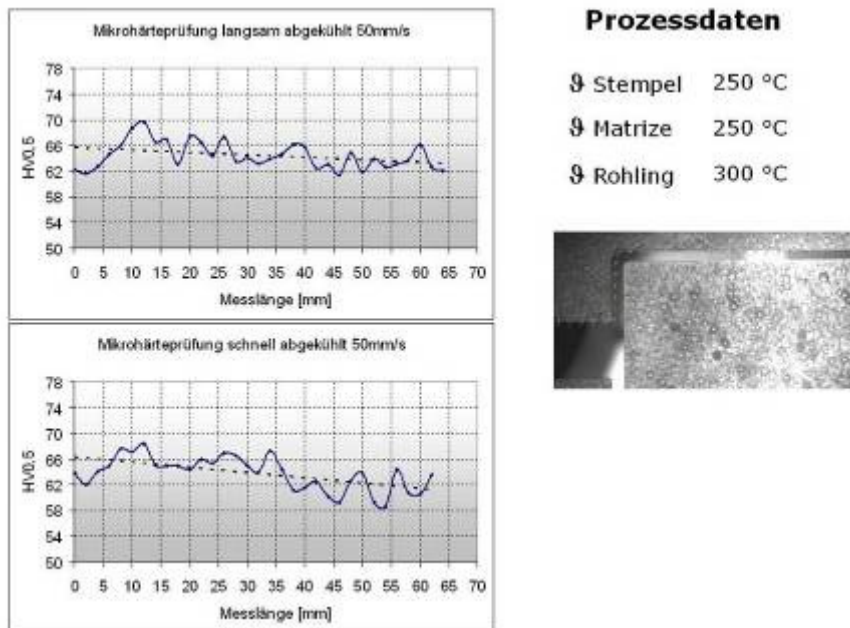 Mikrohärteprüfung langsam abgekühlt 50mm/s
78
74
70
66
62
58
54
50
HV0,5
0 5 10 15 20 25 30 35 40 45 50 55 60 65 70
Messlänge [mm]
Mikrohärteprüfung schnell abgekühlt 50mm/s
78
74
70
66
62
58
54
50
HV0,5
0 5 10 15 20 25 30 35 40 45 50 55 60 65 70
Messlänge [mm]
Prozessdaten
ϑ Stempel 250 °C
ϑ Matrize 250 °C
ϑ Rohling 300 °C